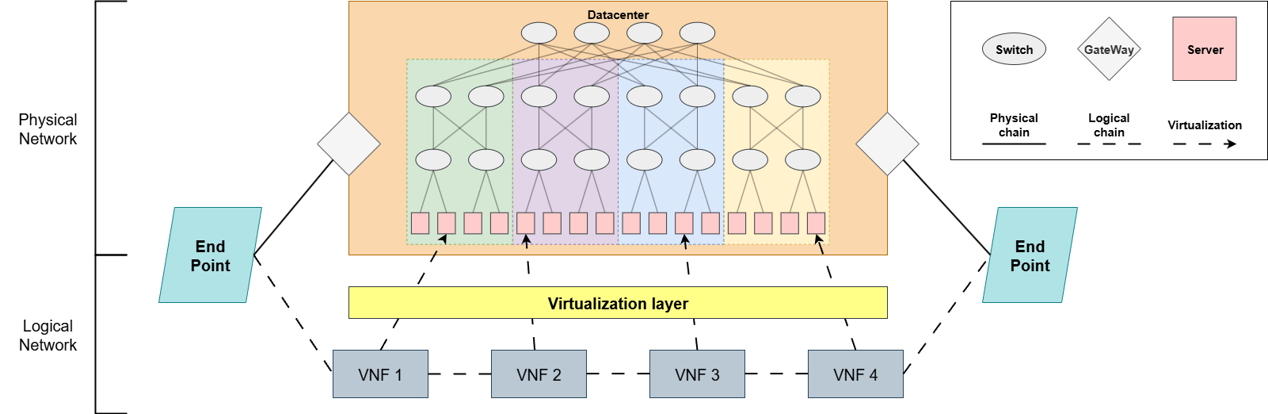 Datacenter
Switch
GateWay
Server
Physical
chain
Logical
chain
Virtualization
Physical
Network
End
Point
End
Point
Virtualization layer
Logical
Network
VNF 1
VNF 2
VNF 3
VNF 4